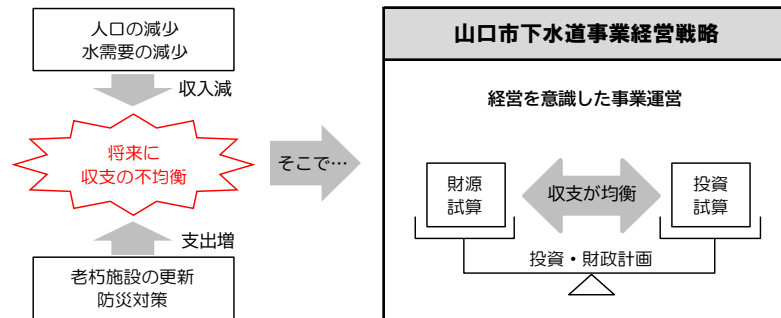 人口の減少
水需要の減少
収入減
将来に
収支の不均衡
支出増
老朽施設の更新
防災対策
そこで…
山口市下水道事業経営戦略
経営を意識した事業運営
財源
試算
収支が均衡
投資
試算
投資・財政計画